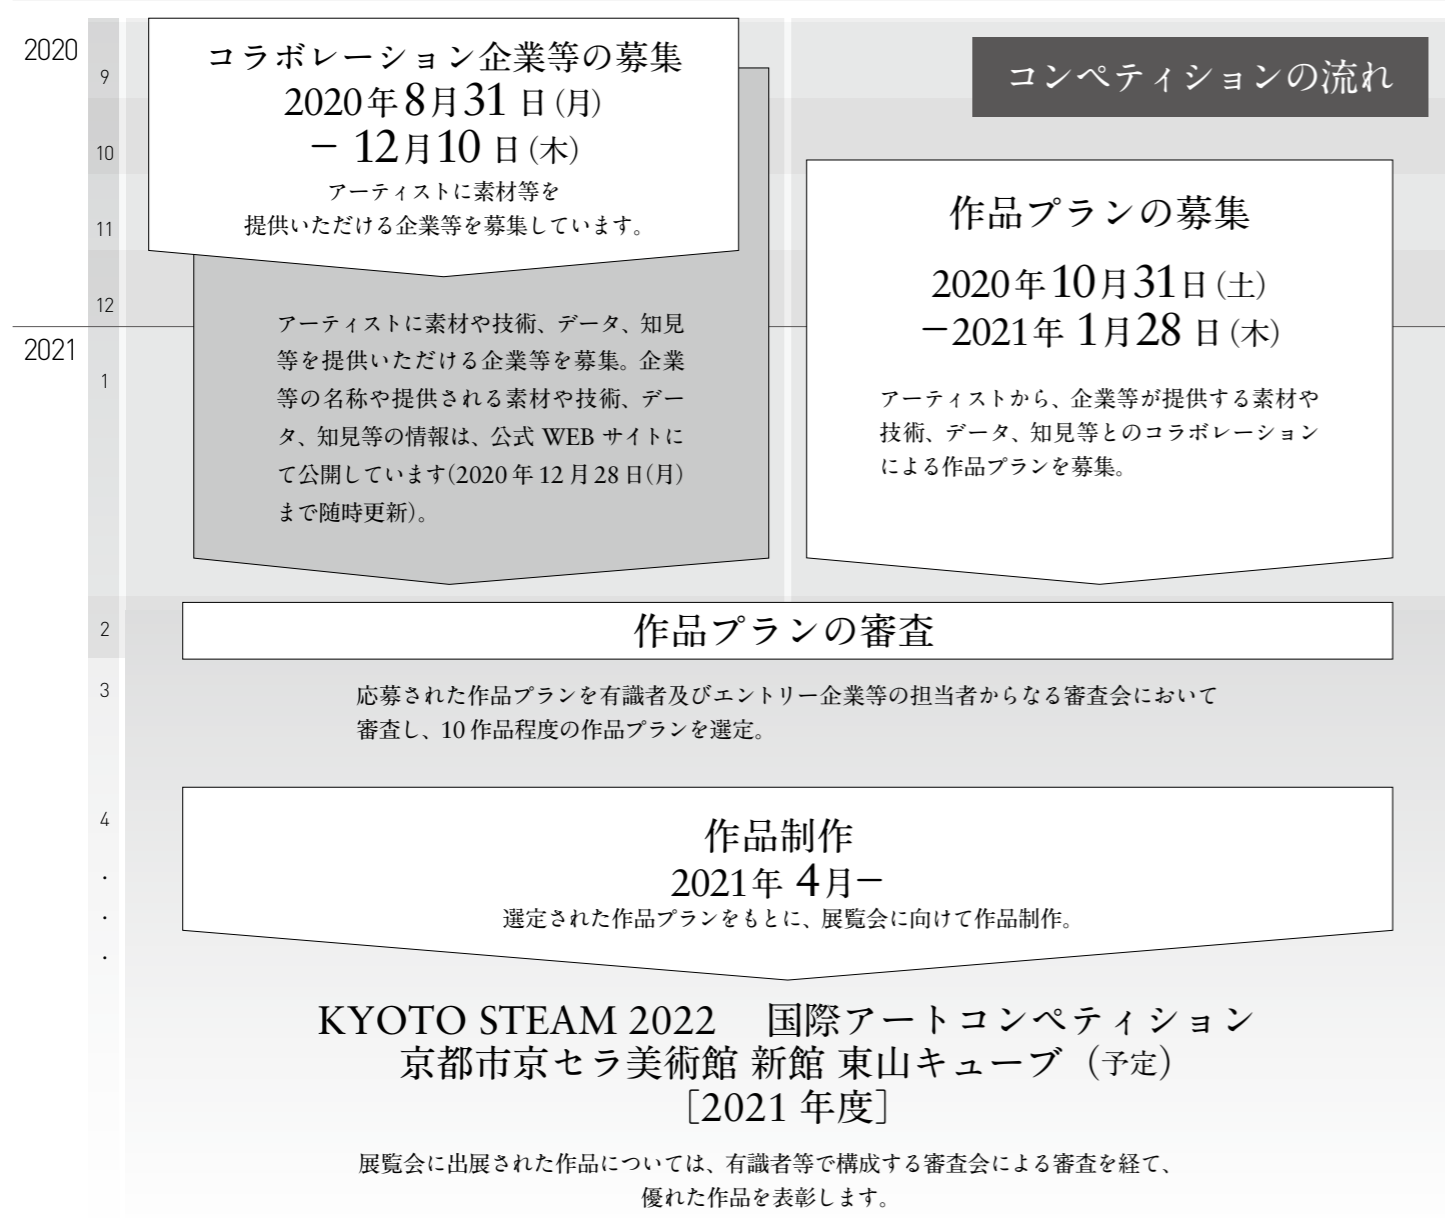 コンペティションの流れ
2020
9
10
11
12
2021
1
2
3
4
・
・
・
コラボレーション企業等の募集
2020年8月31日(月)
− 12月10日(木)
アーティストに素材等を
提供いただける企業等を募集しています。
アーティストに素材や技術、データ、知見
等を提供いただける企業等を募集。企業
等の名称や提供される素材や技術、デー
タ、知見等の情報は、公式 WEB サイトに
て公開しています(2020年12月28日(月)
まで随時更新)。
作品プランの募集
2020年10月31日(土)
−2021年 1月28日(木)
アーティストから、企業等が提供する素材や
技術、データ、知見等とのコラボレーション
による作品プランを募集。
作品プランの審査
応募された作品プランを有識者及びエントリー企業等の担当者からなる審査会において
審査し、10作品程度の作品プランを選定。
作品制作
2021年 4月−
選定された作品プランをもとに、展覧会に向けて作品制作。
KYOTO STEAM 2022　国際アートコンペティション
京都市京セラ美術館 新館 東山キューブ（予定）
［2021年度］
展覧会に出展された作品については、有識者等で構成する審査会による審査を経て、
優れた作品を表彰します。